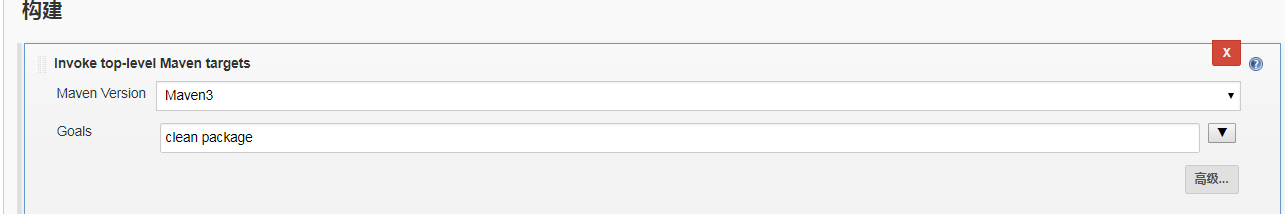 构建
Invoke top-level Maven targets
X
Maven Version
Maven3
Goals
clean package
高级...